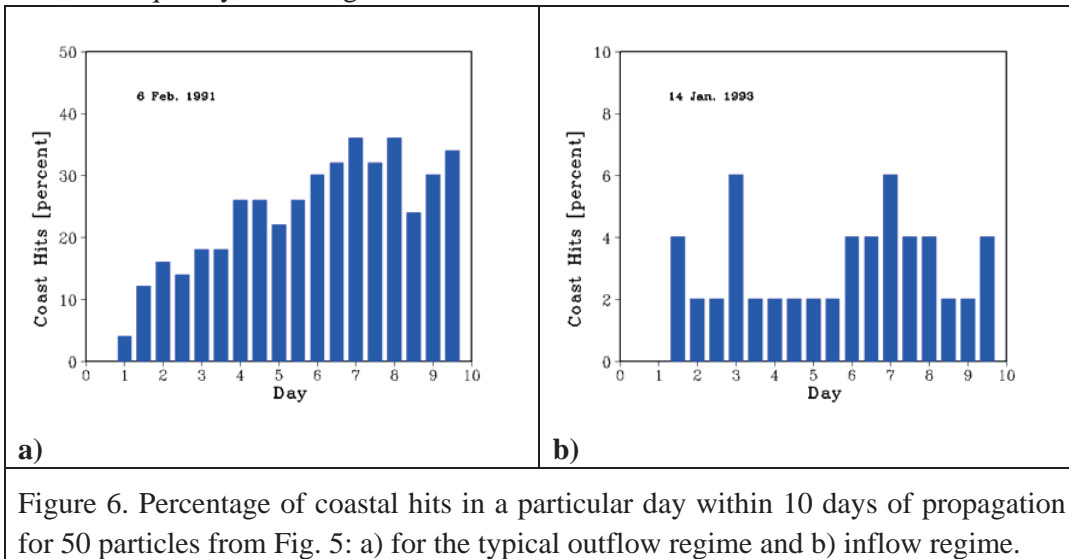 50
40
30
20
10
0
Coast Hits [percent]
6 Feb. 1991
0 1 2 3 4 5 6 7 8 9 10
Day
a)
10
8
6
4
2
0
Coast Hits [percent]
14 Jan. 1993
0 1 2 3 4 5 6 7 8 9 10
Day
b)
Figure 6. Percentage of coastal hits in a particular day within 10 days of propagation
for 50 particles from Fig. 5: a) for the typical outflow regime and b) inflow regime.